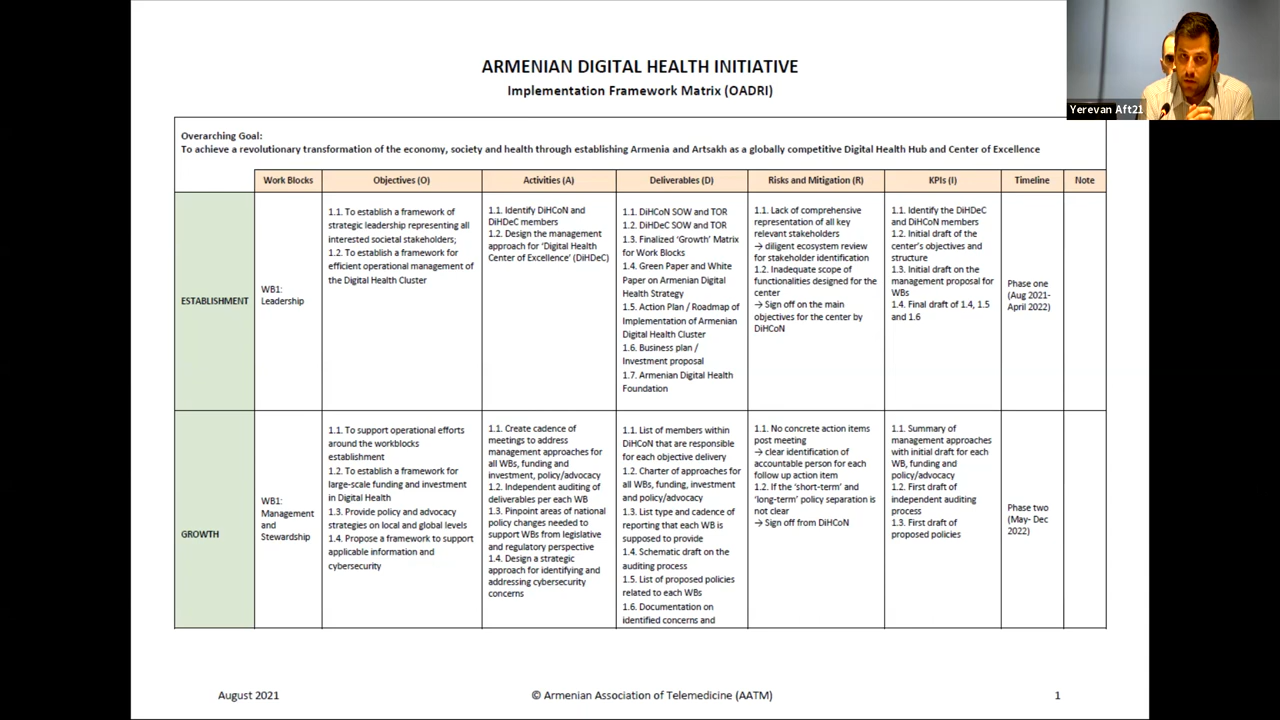 ARMENIAN DIGITAL HEALTH INITIATIVE
Implementation Framework Matrix (OADRI)
Yerevan Aft21
Overarching Goal:
To achieve a revolutionary transformation of the economy, society and health through establishing Armenia and Artsakh as a globally competitive Digital Health Hub and Center of Excellence
Work Blocks
Objectives (O)
Activities (A)
Deliverables (D)
Risks and Mitigation (R)
KPIs (I)
Timeline
Note
ESTABLISHMENT
WB1:
Leadership
1.1. To establish a framework of
strategic leadership representing all
interested societal stakeholders;
1.2. To establish a framework for
efficient operational management of
the Digital Health Cluster
1.1. Identify DiHCoN and
DiHDeC members
1.2. Design the management
approach for 'Digital Health
Center of Excellence' (DiHDeC)
1.1. DiHCoN SOW and TOR
1.2. DiHDeC SOW and TOR
1.3. Finalized 'Growth' Matrix
for Work Blocks
1.4. Green Paper and White
Paper on Armenian Digital
Health Strategy
1.5. Action Plan / Roadmap of
Implementation of Armenian
Digital Health Cluster
1.6. Business plan /
Investment proposal
1.7. Armenian Digital Health
Foundation
1.1. Lack of comprehensive
representation of all key
relevant stakeholders
→ diligent ecosystem review
for stakeholder identification
1.2. Inadequate scope of
functionalities designed for the
center
→ Sign off on the main
objectives for the center by
DiHCoN
1.1. Identify the DiHDeC
and DiHCoN members
1.2. Initial draft of the
center's objectives and
structure
1.3. Initial draft on the
management proposal for
WBs
1.4. Final draft of 1.4, 1.5
and 1.6
Phase one
(Aug 2021-
April 2022)
GROWTH
WB1:
Management
and
Stewardship
1.1. To support operational efforts
around the workblocks
establishment
1.2. To establish a framework for
large-scale funding and investment
in Digital Health
1.3. Provide policy and advocacy
strategies on local and global levels
1.4. Propose a framework to support
applicable information and
cybersecurity
1.1. Create cadence of
meetings to address
management approaches for
all WBs, funding and
investment, policy/advocacy
1.2. Independent auditing of
deliverables per each WB
1.3. Pinpoint areas of national
policy changes needed to
support WBs from legislative
and regulatory perspective
1.4. Design a strategic
approach for identifying and
addressing cybersecurity
concerns
1.1. List of members within
DiHCoN that are responsible
for each objective delivery
1.2. Charter of approaches for
all WBs, funding, investment
and policy/advocacy
1.3. List type and cadence of
reporting that each WB is
supposed to provide
1.4. Schematic draft on the
auditing process
1.5. List of proposed policies
related to each WBs
1.6. Documentation on
identified concerns and
1.1. No concrete action items
post meeting
→ clear identification of
accountable person for each
follow up action item
1.2. If the 'short-term' and
'long-term' policy separation is
not clear
→ Sign off from DiHCoN
1.1. Summary of
management approaches
with initial draft for each
WB, funding and
policy/advocacy
1.2. First draft of
independent auditing
process
1.3. First draft of
proposed policies
Phase two
(May- Dec
2022)
August 2021
© Armenian Association of Telemedicine (AATM)
1